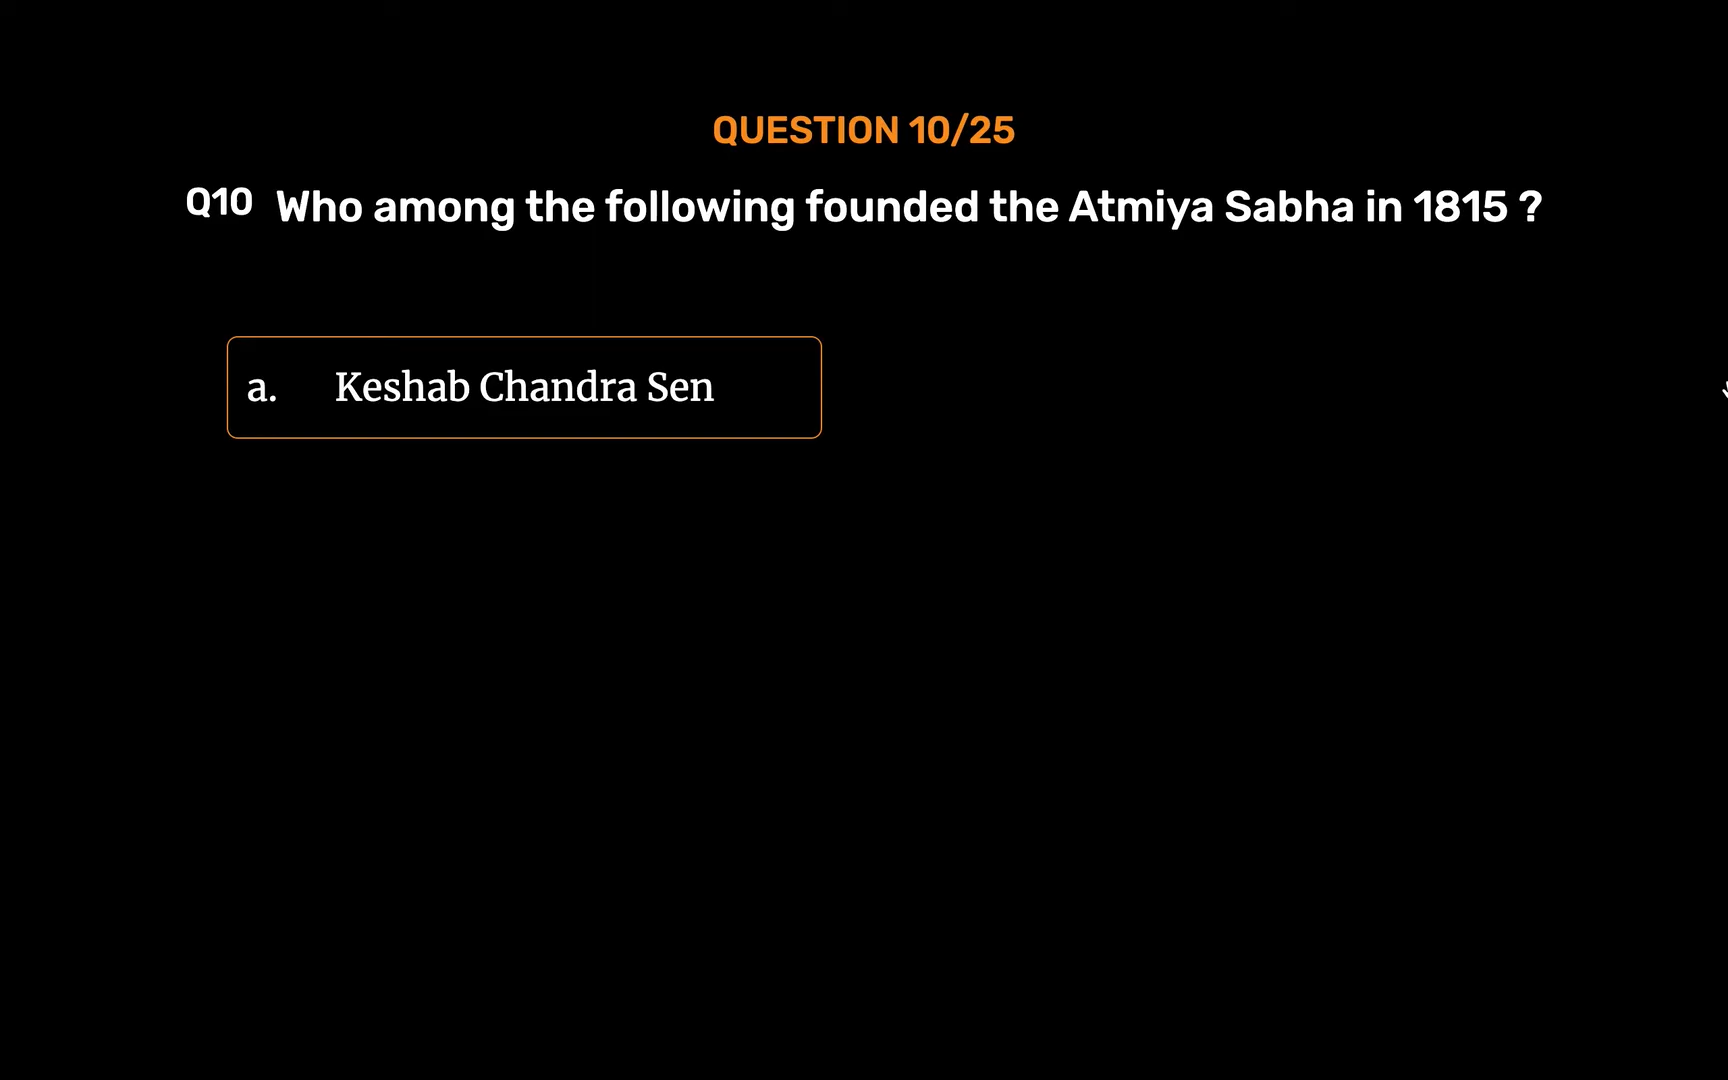 QUESTION 10/25
Q10 Who among the following founded the Atmiya Sabha in 1815 ?
a. Keshab Chandra Sen